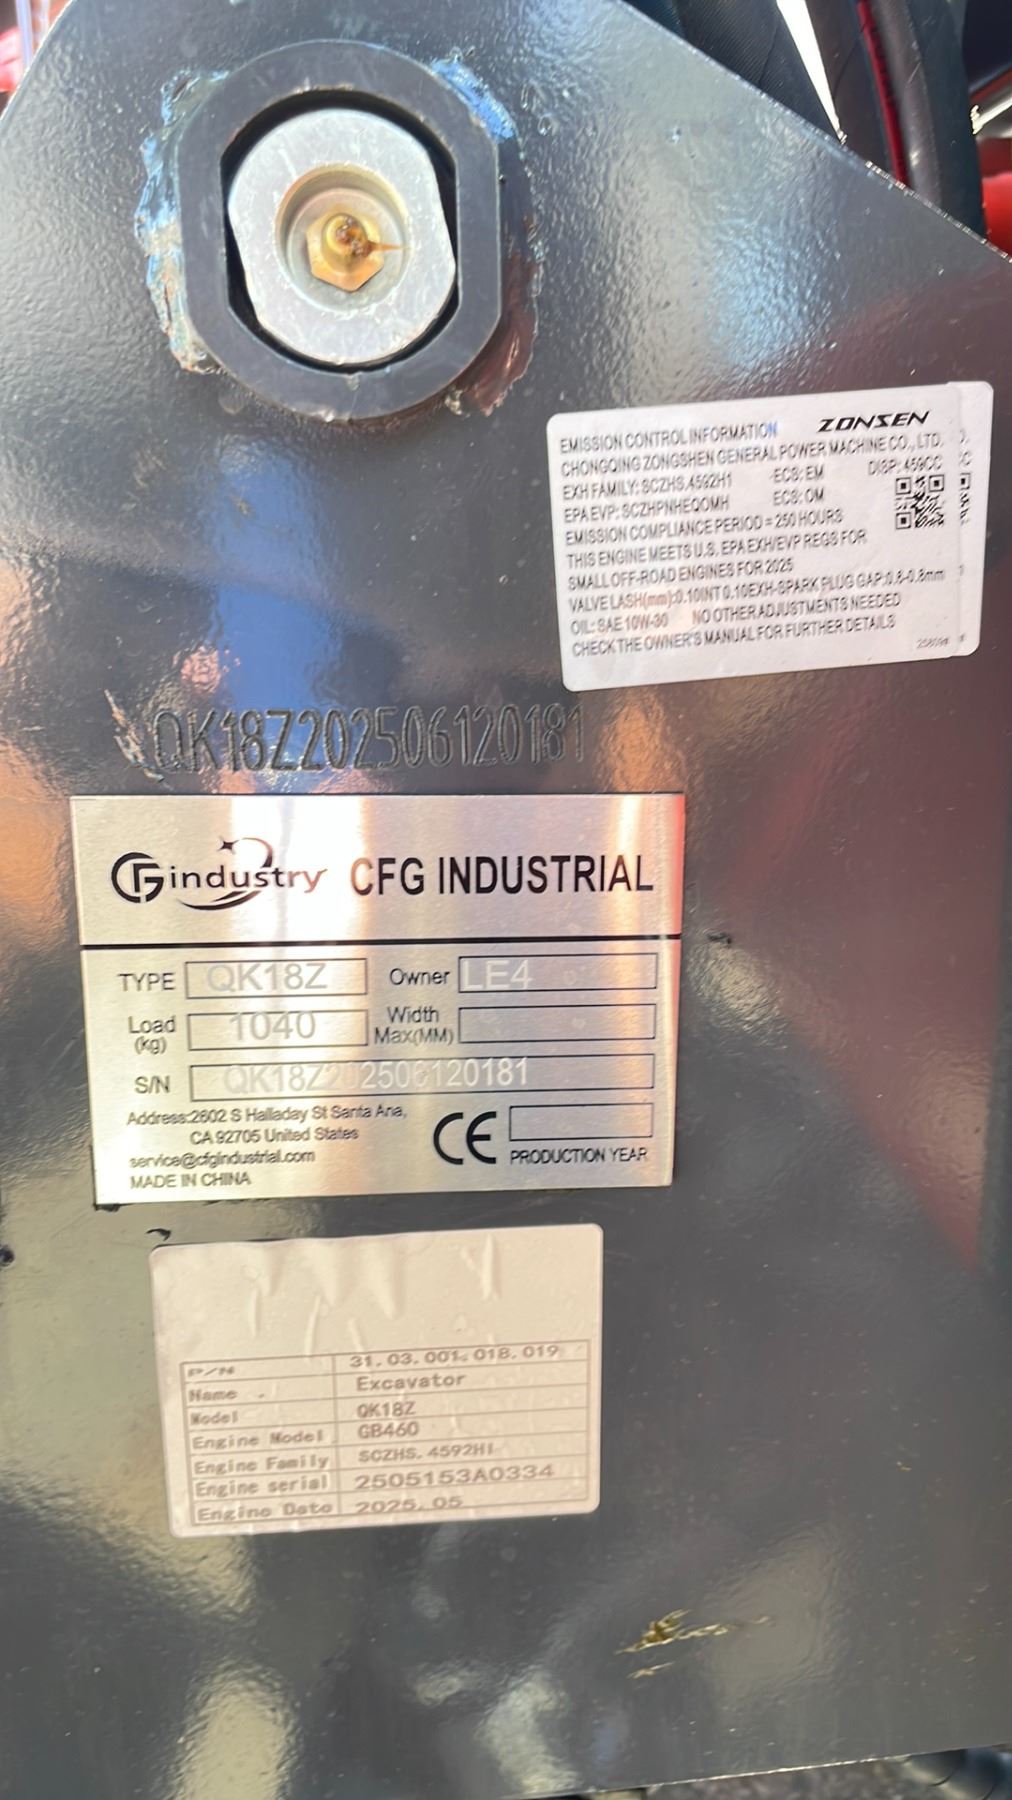 ZONSEN
EMISSION CONTROL INFORMATION
CHONGQING ZONGSHEN GENERAL POWER MACHINE CO., LTD.
EXH FAMILY: SCZHS.4592H1 ECS: EM DISP: 459CC
EPA EVP: SCZHPNHEQOMH ECS: OM
EMISSION COMPLIANCE PERIOD = 250 HOURS
THIS ENGINE MEETS U.S. EPA EXH/EVP REGS FOR
SMALL OFF-ROAD ENGINES FOR 2025
VALVE LASH(mm):0.10INT 0.10EXH-SPARK PLUG GAP:0.6-0.8mm
OIL: SAE 10W-30 NO OTHER ADJUSTMENTS NEEDED
CHECK THE OWNER'S MANUAL FOR FURTHER DETAILS
QK18Z202506120181
CFG industry CFG INDUSTRIAL
TYPE QK18Z Owner LE4
Load (kg) 1040 Width Max(MM)
S/N QK18Z202506120181
Address:2602 S Halladay St Santa Ana,
CA 92705 United States
service@cfgindustrial.com
MADE IN CHINA
CE PRODUCTION YEAR
P/N 31.03.001.018.019
Name Excavator
Model QK18Z
Engine Model GB460
Engine Family SCZHS.4592H1
Engine serial 2505153A0334
Engine Date 2025.05